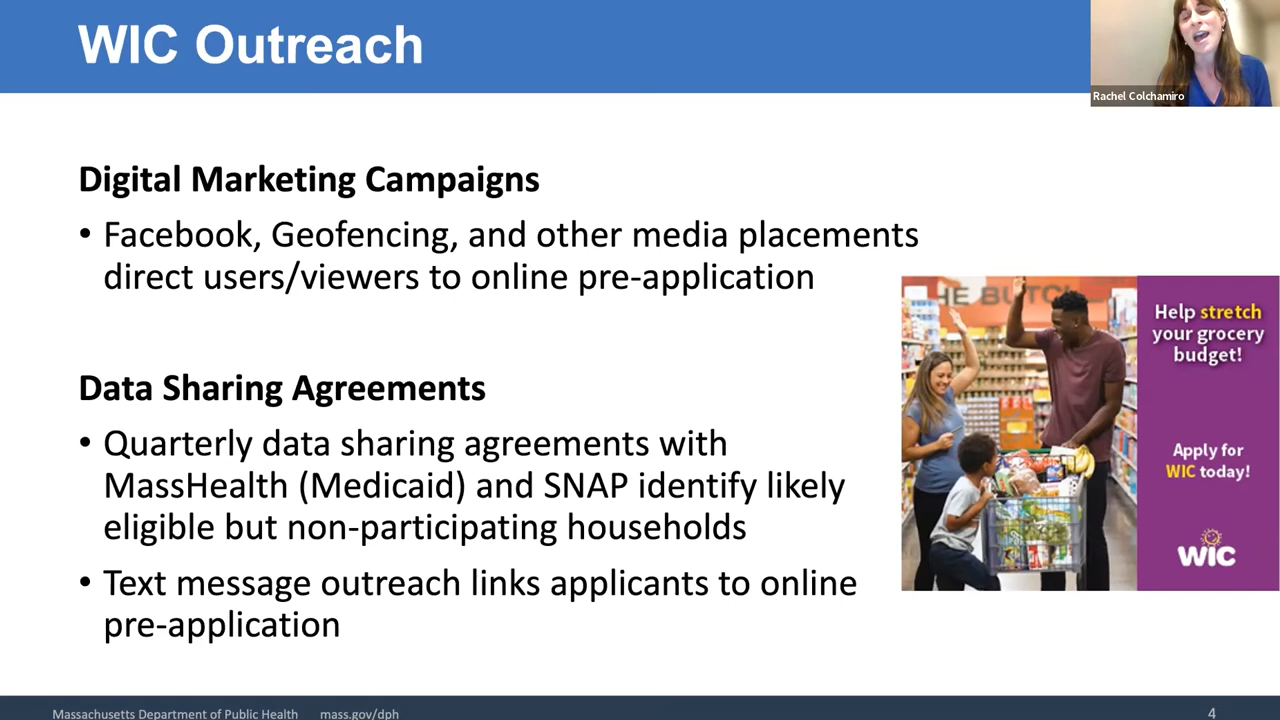 WIC Outreach
Rachel Colchamiro
Digital Marketing Campaigns
• Facebook, Geofencing, and other media placements
direct users/viewers to online pre-application
Data Sharing Agreements
• Quarterly data sharing agreements with
MassHealth (Medicaid) and SNAP identify likely
eligible but non-participating households
• Text message outreach links applicants to online
pre-application
Help stretch
your grocery
budget!
Apply for
WIC today!
WIC
Massachusetts Department of Public Health mass.gov/dph
4